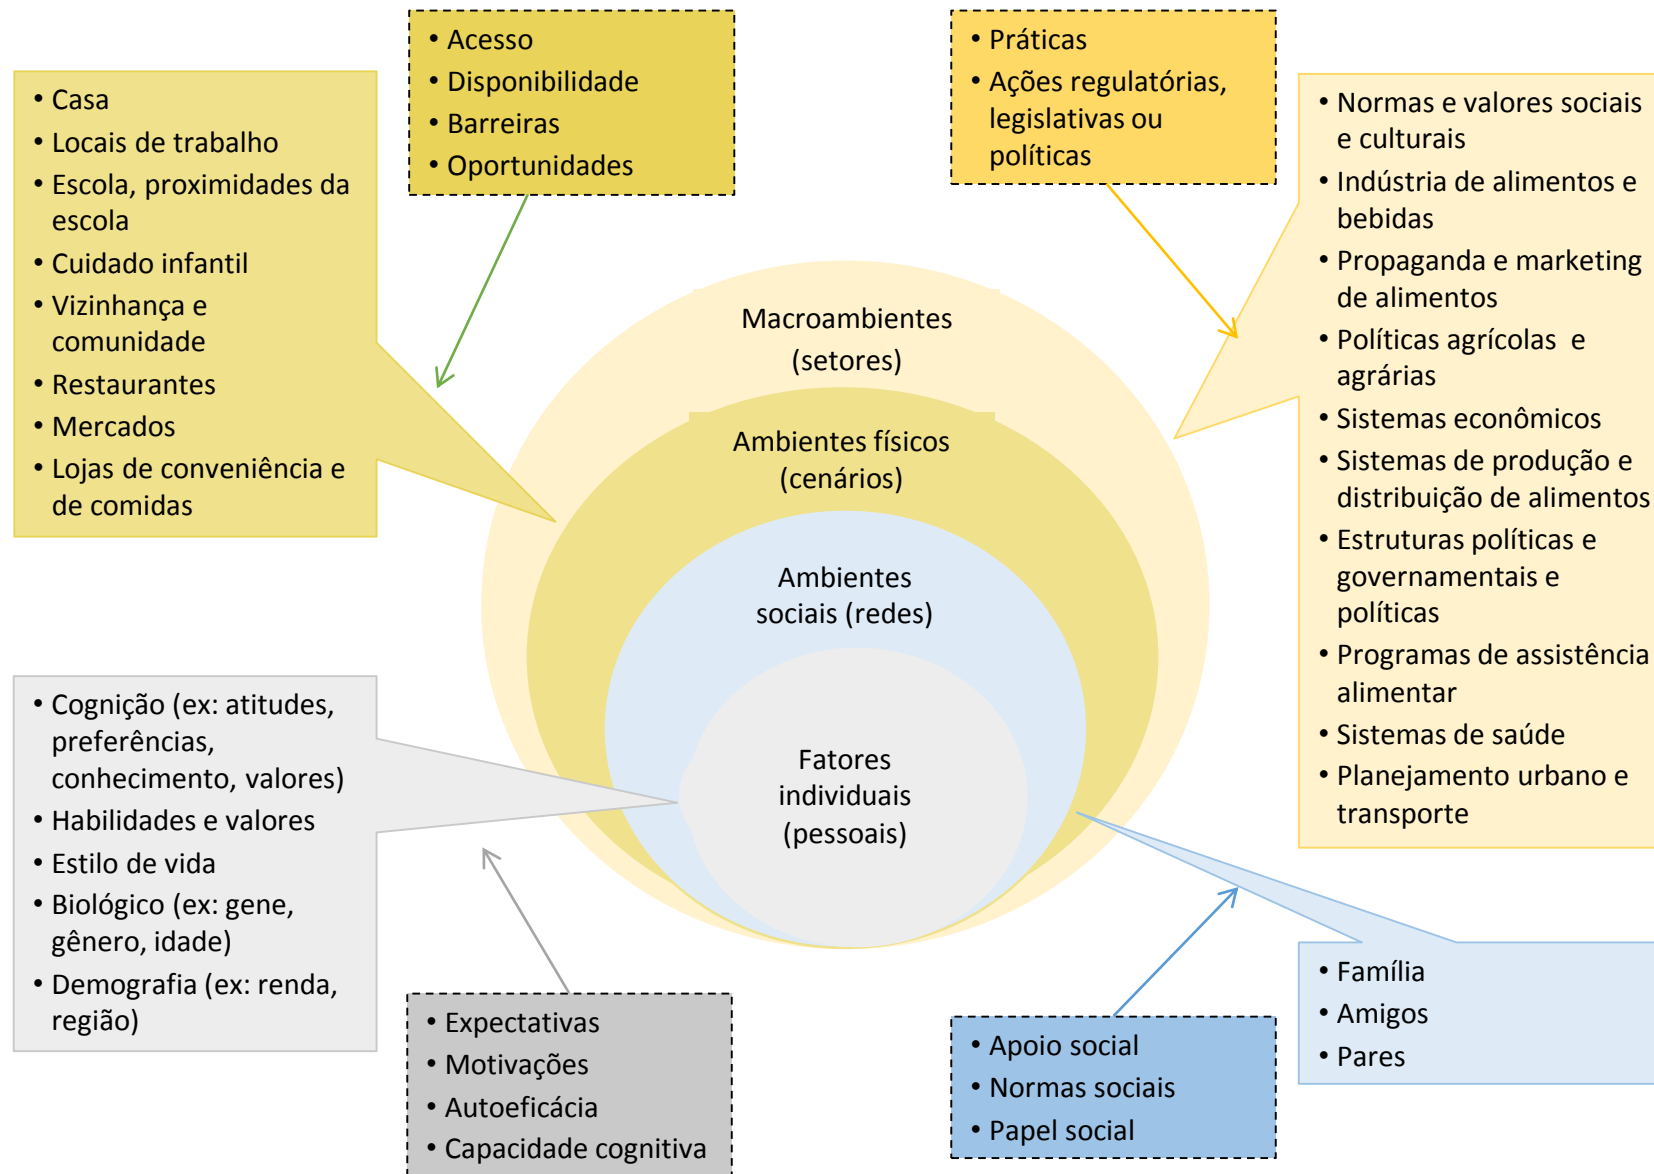 • Acesso
• Disponibilidade
• Barreiras
• Oportunidades
• Práticas
• Ações regulatórias,
legislativas ou
políticas
• Casa
• Locais de trabalho
• Escola, proximidades da
escola
• Cuidado infantil
• Vizinhança e
comunidade
• Restaurantes
• Mercados
• Lojas de conveniência e
de comidas
• Normas e valores sociais
e culturais
• Indústria de alimentos e
bebidas
• Propaganda e marketing
de alimentos
• Políticas agrícolas e
agrárias
• Sistemas econômicos
• Sistemas de produção e
distribuição de alimentos
• Estruturas políticas e
governamentais e
políticas
• Programas de assistência
alimentar
• Sistemas de saúde
• Planejamento urbano e
transporte
Macroambientes
(setores)
Ambientes físicos
(cenários)
Ambientes
sociais (redes)
Fatores
individuais
(pessoais)
• Cognição (ex: atitudes,
preferências,
conhecimento, valores)
• Habilidades e valores
• Estilo de vida
• Biológico (ex: gene,
gênero, idade)
• Demografia (ex: renda,
região)
• Expectativas
• Motivações
• Autoeficácia
• Capacidade cognitiva
• Apoio social
• Normas sociais
• Papel social
• Família
• Amigos
• Pares